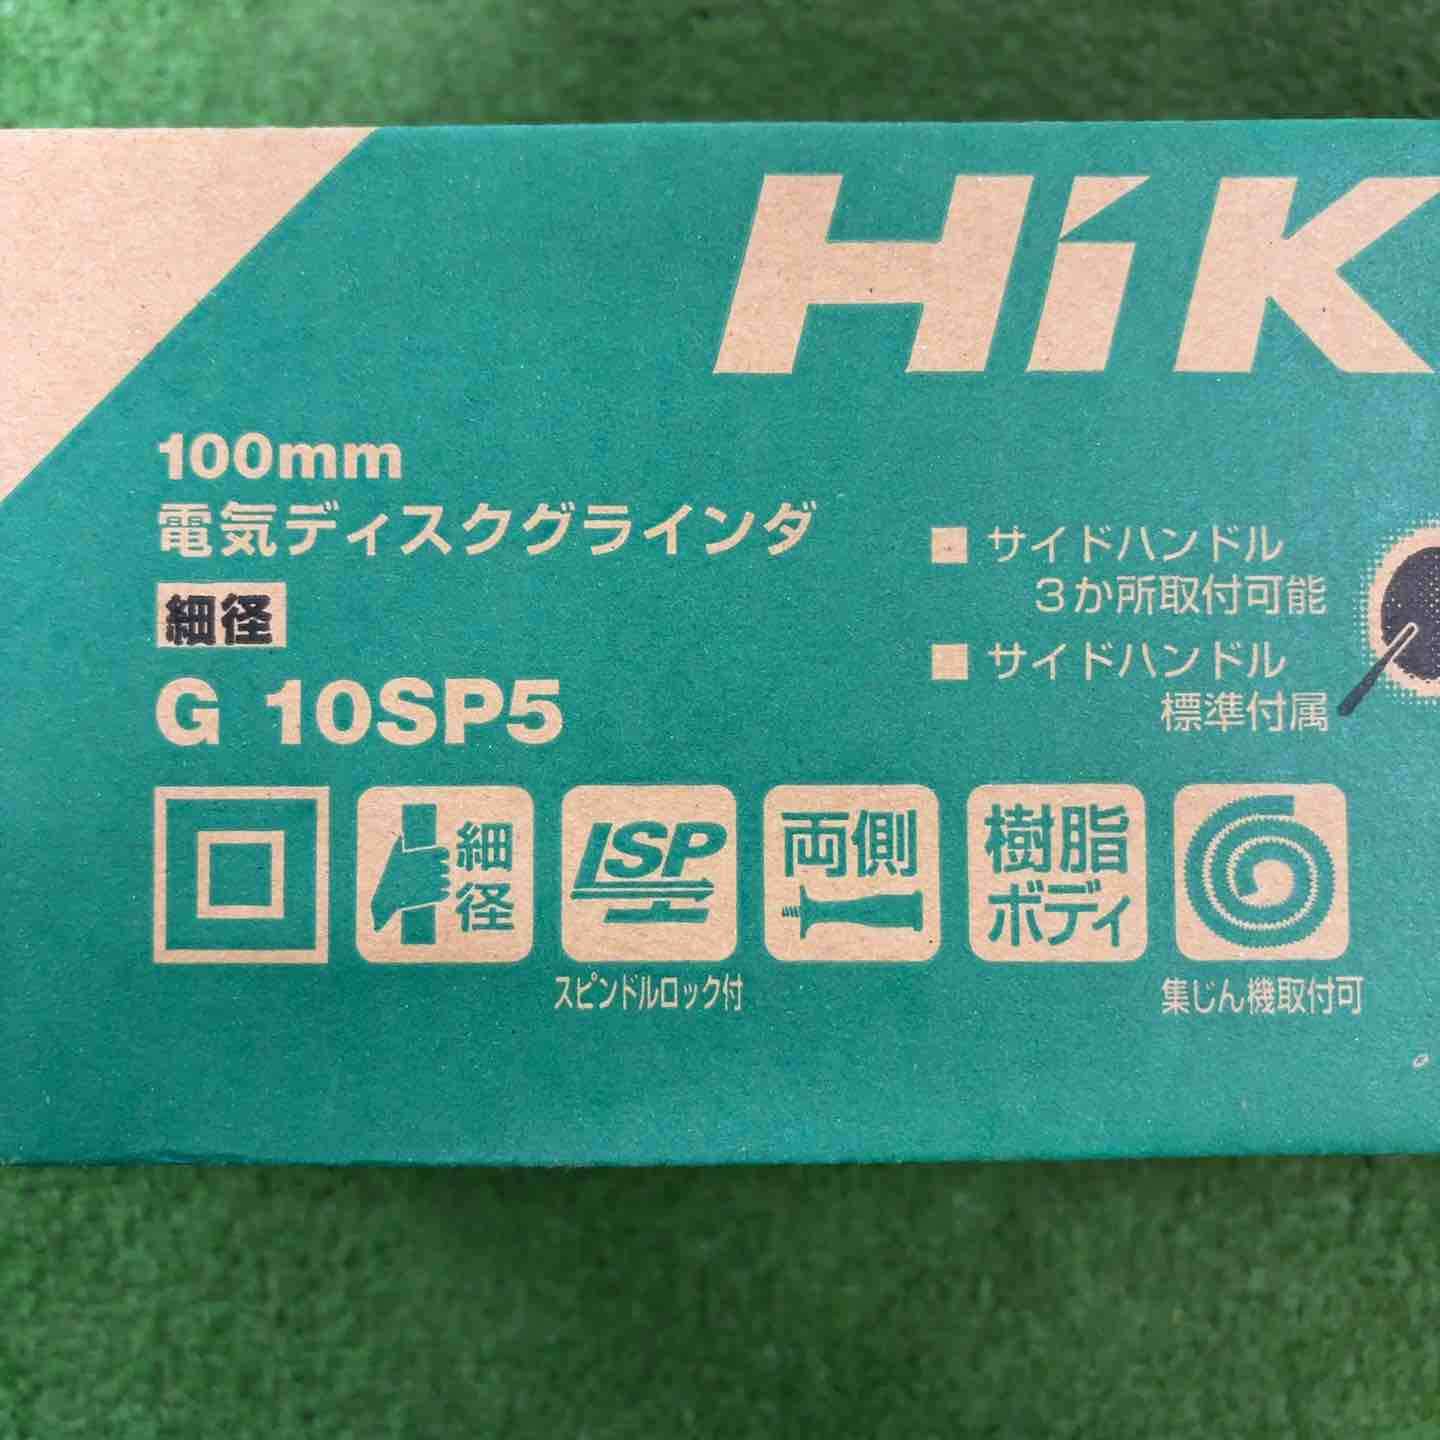 HiK
100mm
電気ディスクグラインダ
細径
G 10SP5
■ サイドハンドル
3か所取付可能
■ サイドハンドル
標準付属
細径
LSP
スピンドルロック付
両側
樹脂
ボディ
集じん機取付可